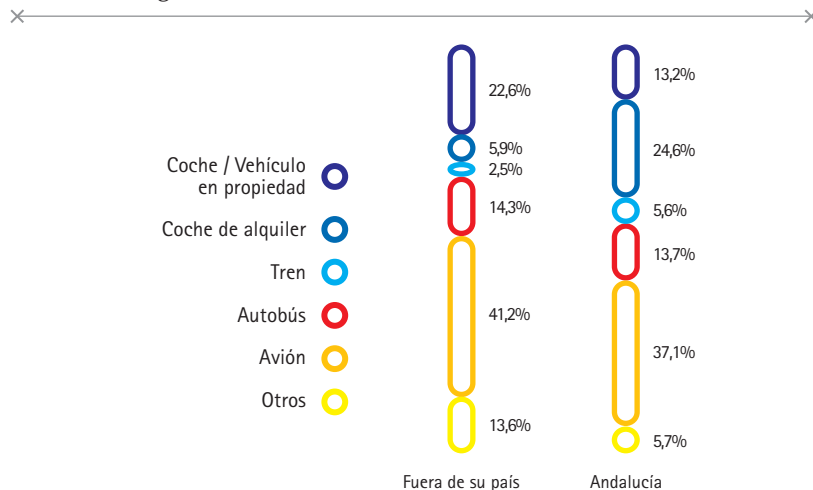 Coche / Vehículo
en propiedad
Coche de alquiler
Tren
Autobús
Avión
Otros
22,6%
5,9%
2,5%
14,3%
41,2%
13,6%
Fuera de su país
13,2%
24,6%
5,6%
13,7%
37,1%
5,7%
Andalucía